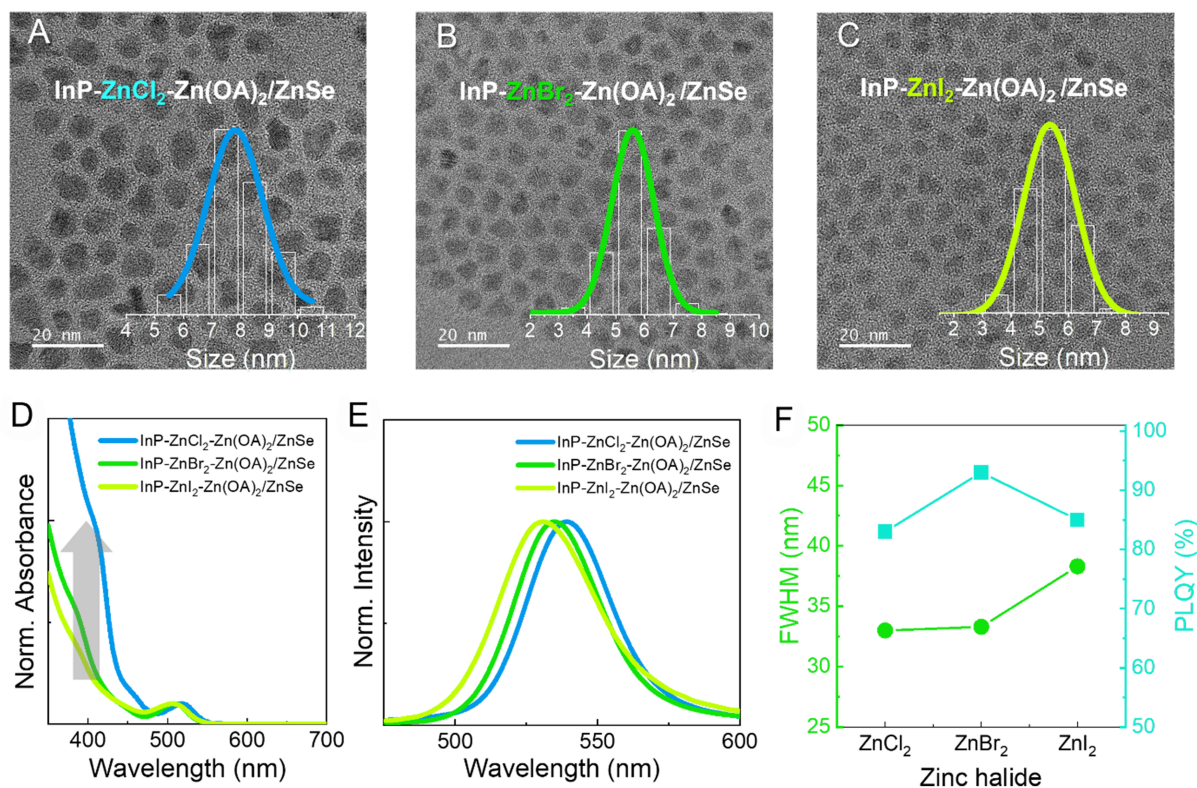 A
InP-ZnCl₂-Zn(OA)₂/ZnSe
20 nm
4 5 6 7 8 9 10 11 12
Size (nm)
B
InP-ZnBr₂-Zn(OA)₂/ZnSe
20 nm
2 3 4 5 6 7 8 9 10
Size (nm)
C
InP-ZnI₂-Zn(OA)₂/ZnSe
20 nm
2 3 4 5 6 7 8 9
Size (nm)
D
InP-ZnCl₂-Zn(OA)₂/ZnSe
InP-ZnBr₂-Zn(OA)₂/ZnSe
InP-ZnI₂-Zn(OA)₂/ZnSe
Norm. Absorbance
400 500 600 700
Wavelength (nm)
E
InP-ZnCl₂-Zn(OA)₂/ZnSe
InP-ZnBr₂-Zn(OA)₂/ZnSe
InP-ZnI₂-Zn(OA)₂/ZnSe
Norm. Intensity
500 550 600
Wavelength (nm)
F
50
45
40
35
30
25
FWHM (nm)
100
90
80
70
60
50
PLQY (%)
ZnCl₂ ZnBr₂ ZnI₂
Zinc halide